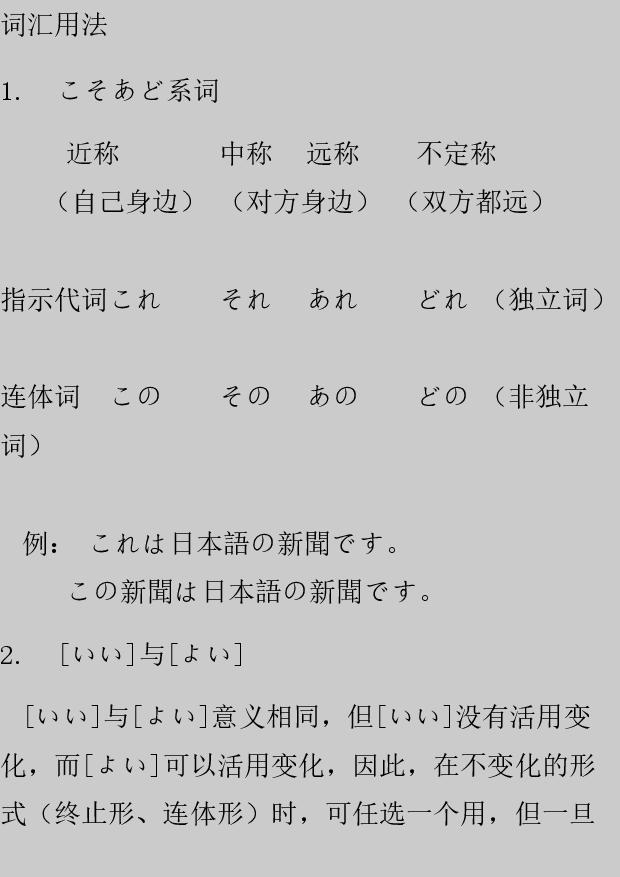 词汇用法
1. こそあど系词
近称 中称 远称 不定称
（自己身边）（对方身边）（双方都远）
指示代词これ それ あれ どれ （独立词）
连体词 この その あの どの （非独立
词）
例： これは日本語の新聞です。
この新聞は日本語の新聞です。
2. [いい]与[よい]
[いい]与[よい]意义相同，但[いい]没有活用变
化，而[よい]可以活用变化，因此，在不变化的形
式（终止形、连体形）时，可任选一个用，但一旦